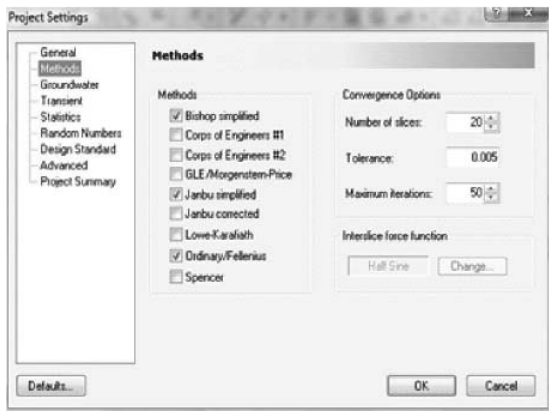 Project Settings
General
Methods
Groundwater
Transient
Statistics
Random Numbers
Design Standard
Advanced
Project Summary
Methods
Methods
Bishop simplified
Corps of Engineers #1
Corps of Engineers #2
GLE/Morgenstern-Price
Janbu simplified
Janbu corrected
Lowe-Karafiath
Ordinary/Fellenius
Spencer
Convergence Options
Number of slices: 20
Tolerance: 0.005
Maximum iterations: 50
Interslice force function
Half Sine Change...
Defaults... OK Cancel